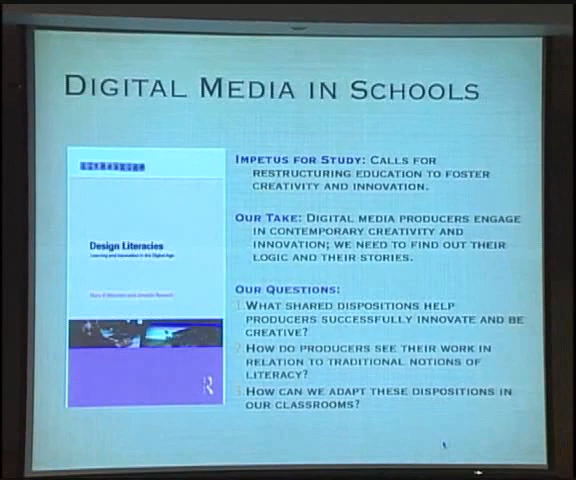 DIGITAL MEDIA IN SCHOOLS
IMPETUS FOR STUDY: CALLS FOR
RESTRUCTURING EDUCATION TO FOSTER
CREATIVITY AND INNOVATION.
OUR TAKE: DIGITAL MEDIA PRODUCERS ENGAGE
IN CONTEMPORARY CREATIVITY AND
INNOVATION; WE NEED TO FIND OUT THEIR
LOGIC AND THEIR STORIES.
OUR QUESTIONS:
1. WHAT SHARED DISPOSITIONS HELP
PRODUCERS SUCCESSFULLY INNOVATE AND BE
CREATIVE?
2. HOW DO PRODUCERS SEE THEIR WORK IN
RELATION TO TRADITIONAL NOTIONS OF
LITERACY?
3. HOW CAN WE ADAPT THESE DISPOSITIONS IN
OUR CLASSROOMS?
Design Literacies
Learning and Innovation in the Digital Age
R